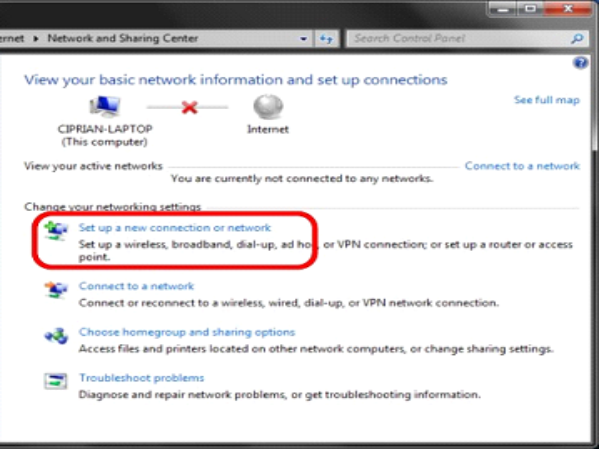 ernet ▸ Network and Sharing Center
Search Control Panel
View your basic network information and set up connections
See full map
CIPRIAN-LAPTOP
(This computer)
Internet
View your active networks
Connect to a network
You are currently not connected to any networks.
Change your networking settings
Set up a new connection or network
Set up a wireless, broadband, dial-up, ad ho, or VPN connection; or set up a router or access
point.
Connect to a network
Connect or reconnect to a wireless, wired, dial-up, or VPN network connection.
Choose homegroup and sharing options
Access files and printers located on other network computers, or change sharing settings.
Troubleshoot problems
Diagnose and repair network problems, or get troubleshooting information.